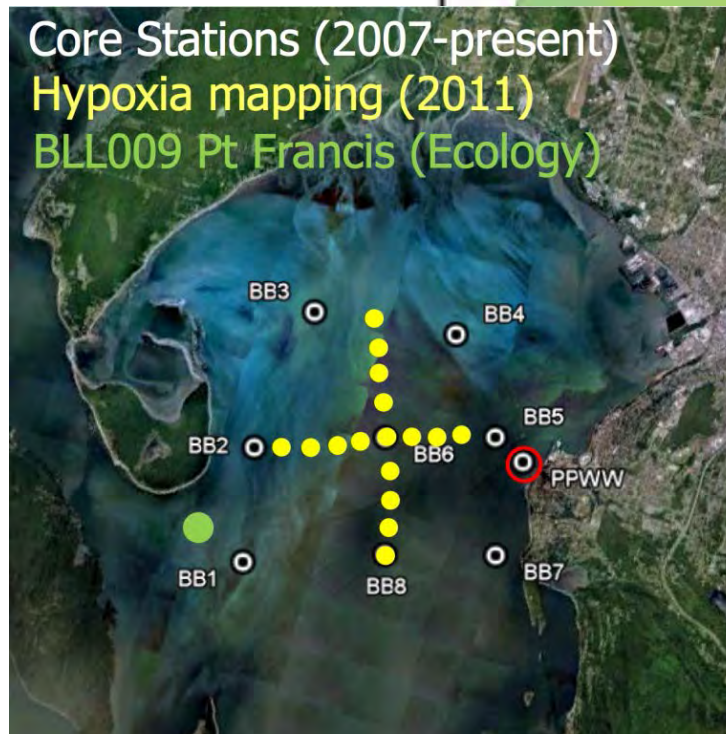 Core Stations (2007-present)
Hypoxia mapping (2011)
BLL009 Pt Francis (Ecology)
BB3
BB4
BB5
BB2
BB6
PPWW
BB1
BB8
BB7